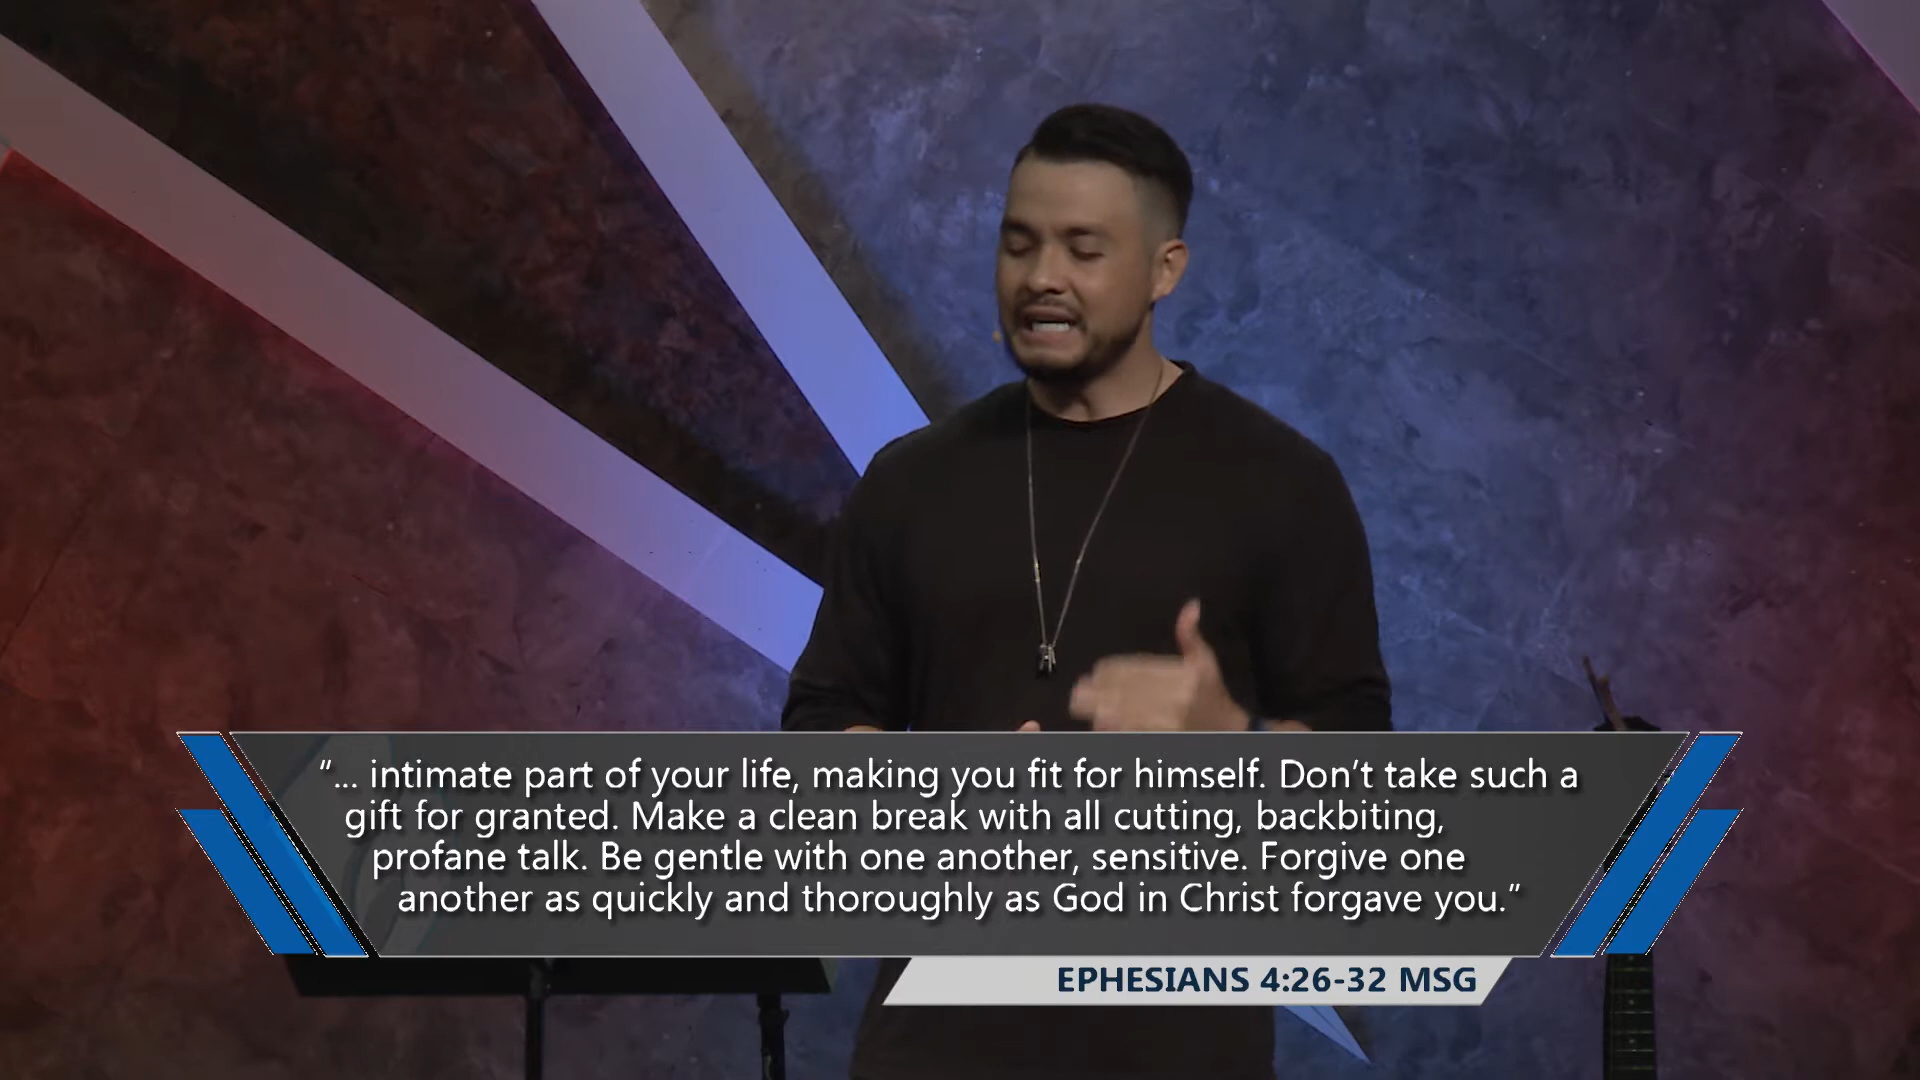 “... intimate part of your life, making you fit for himself. Don’t take such a
gift for granted. Make a clean break with all cutting, backbiting,
profane talk. Be gentle with one another, sensitive. Forgive one
another as quickly and thoroughly as God in Christ forgave you.”
EPHESIANS 4:26-32 MSG